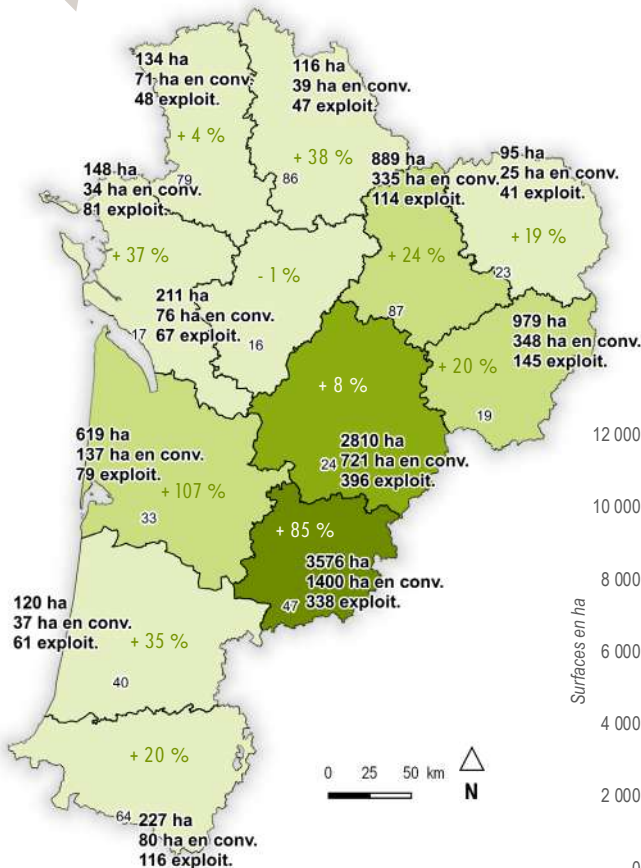 134 ha
71 ha en conv.
48 exploit.
+ 4 %
79
116 ha
39 ha en conv.
47 exploit.
+ 38 %
86
148 ha
34 ha en conv.
81 exploit.
+ 37 %
17
211 ha
76 ha en conv.
67 exploit.
- 1 %
16
889 ha
335 ha en conv.
114 exploit.
+ 24 %
87
95 ha
25 ha en conv.
41 exploit.
+ 19 %
23
979 ha
348 ha en conv.
145 exploit.
+ 20 %
19
+ 8 %
24
2810 ha
721 ha en conv.
396 exploit.
619 ha
137 ha en conv.
79 exploit.
+ 107 %
33
+ 85 %
3576 ha
1400 ha en conv.
338 exploit.
47
120 ha
37 ha en conv.
61 exploit.
+ 35 %
40
+ 20 %
64
227 ha
80 ha en conv.
116 exploit.
0 25 50 km
N
Surfaces en ha
12 000
10 000
8 000
6 000
4 000
2 000
0